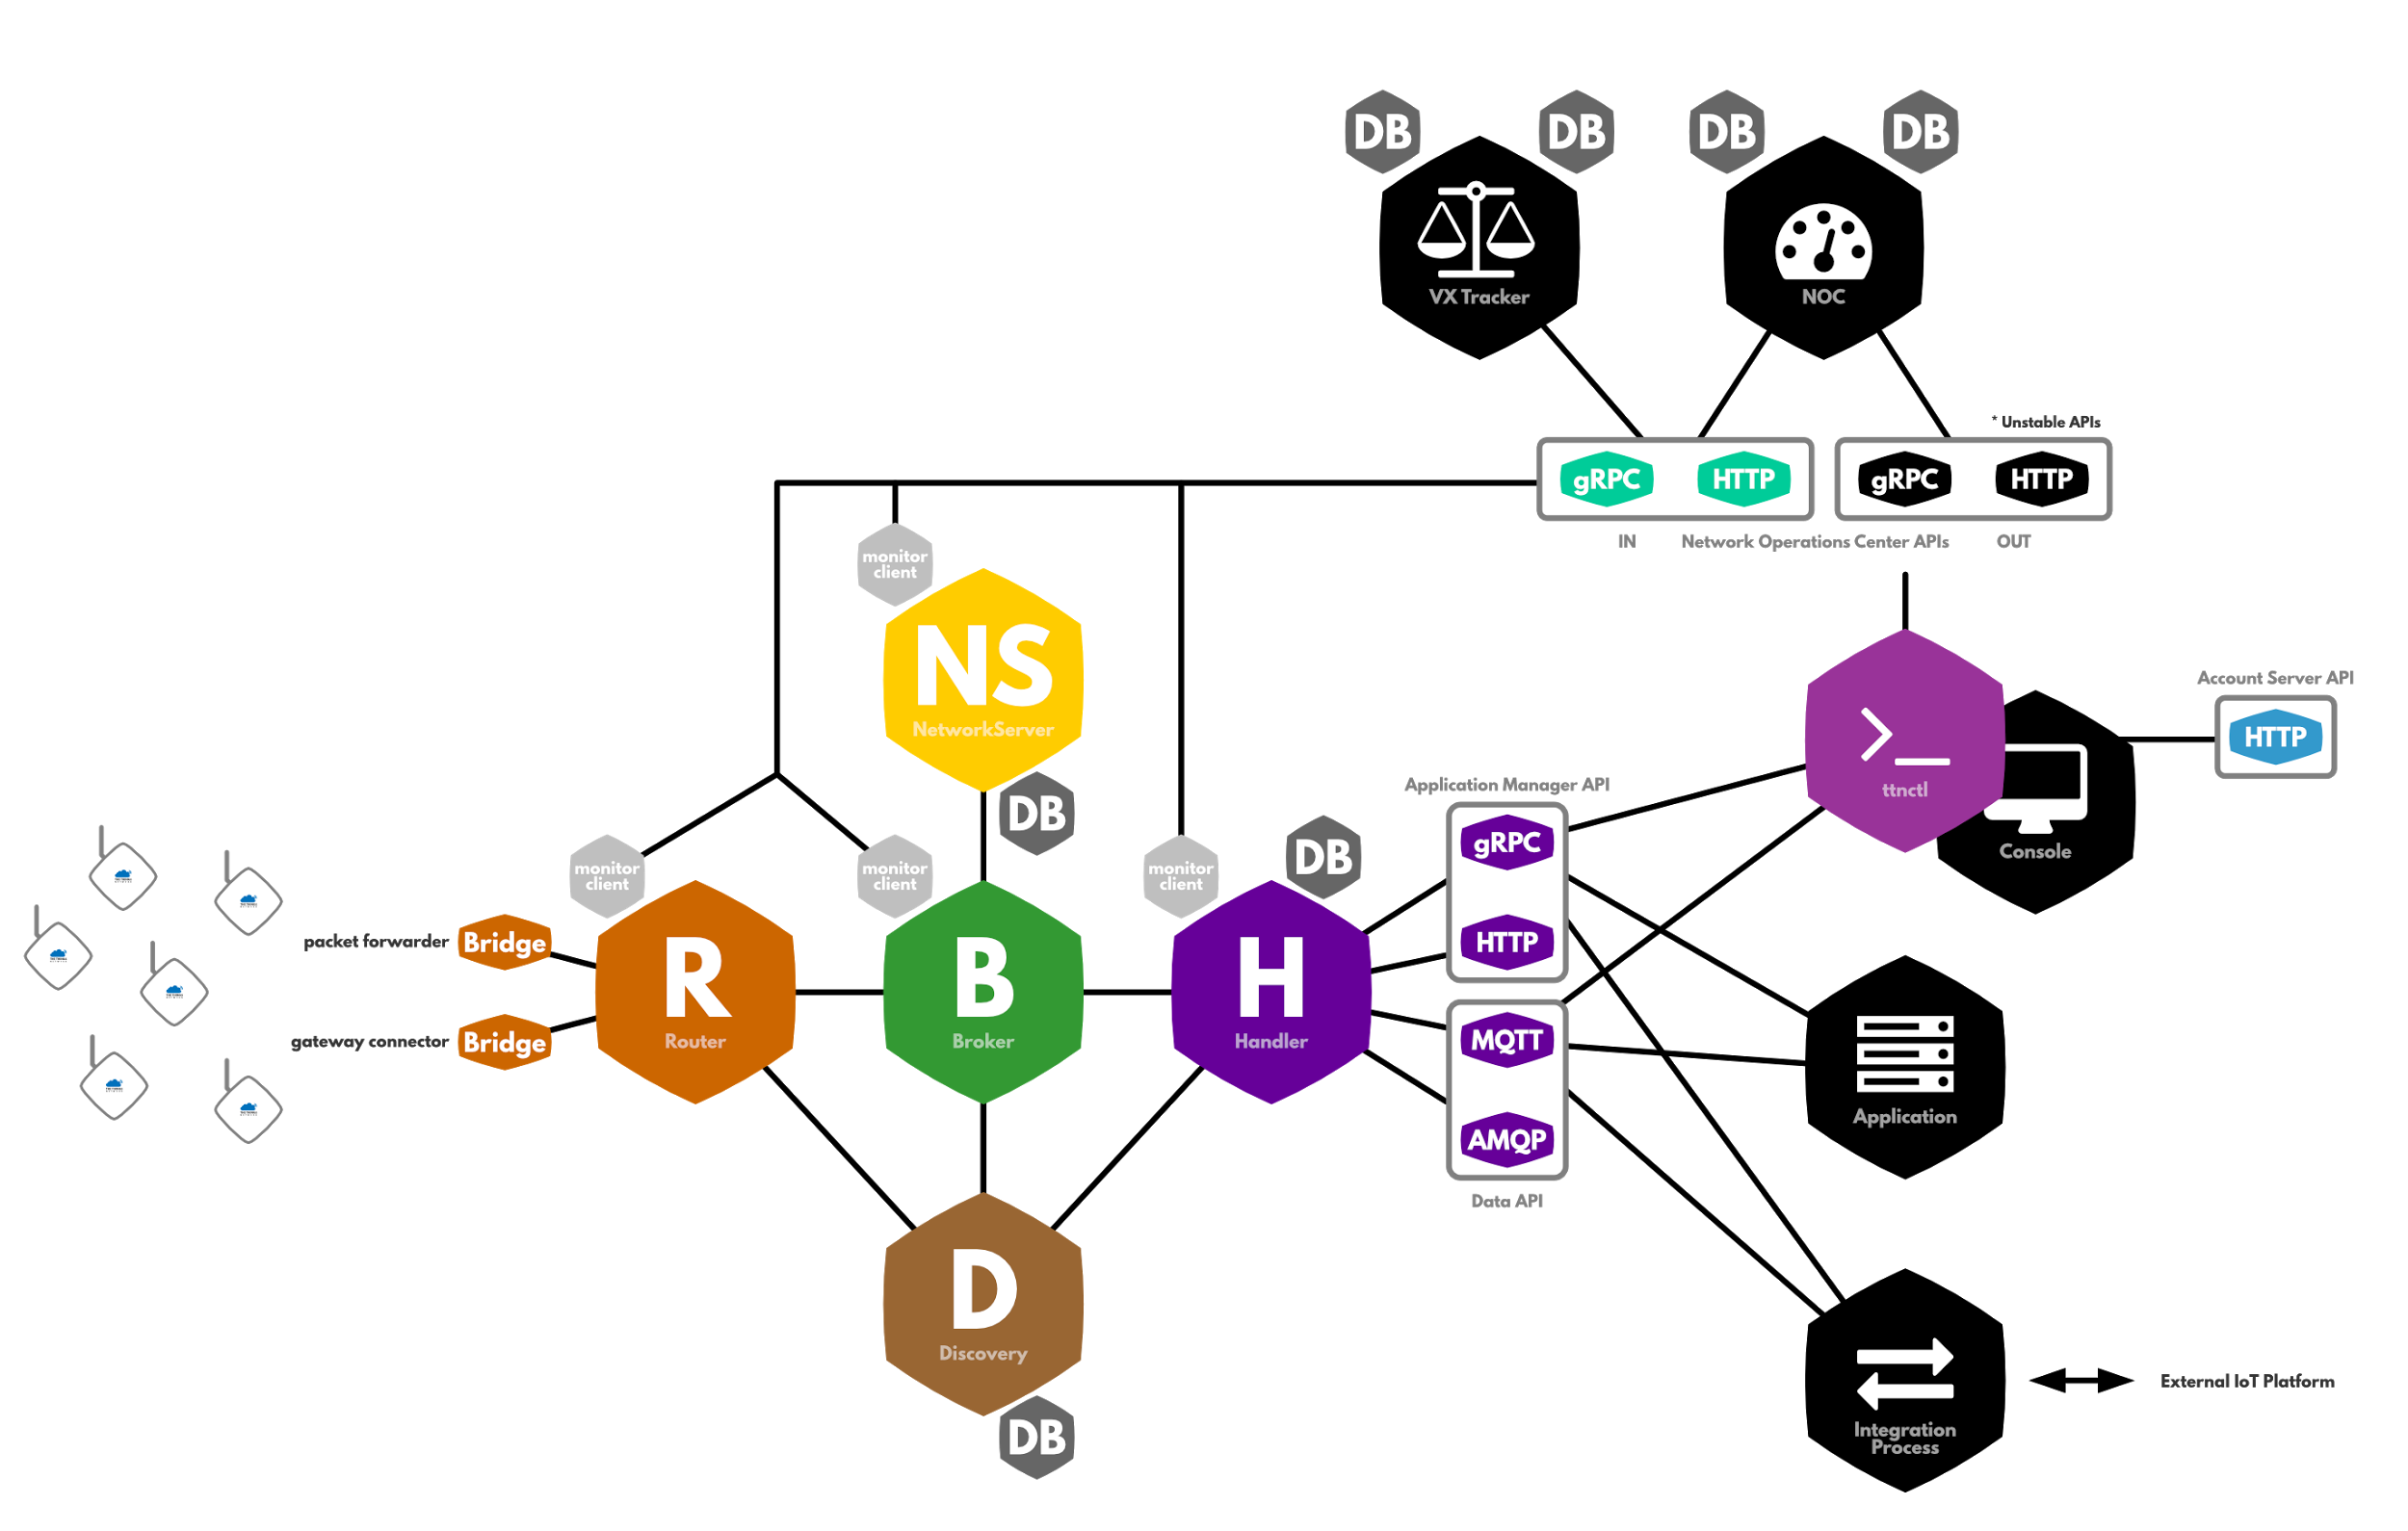 DB
DB
DB
DB
VX Tracker
NOC
* Unstable APIs
gRPC
HTTP
gRPC
HTTP
IN
Network Operations Center APIs
OUT
monitor
client
NS
NetworkServer
DB
ttnctl
Console
Account Server API
HTTP
Application Manager API
gRPC
HTTP
monitor
client
monitor
client
monitor
client
DB
packet forwarder
Bridge
gateway connector
Bridge
R
Router
B
Broker
H
Handler
MQTT
AMQP
Data API
Application
D
Discovery
DB
Integration
Process
External IoT Platform